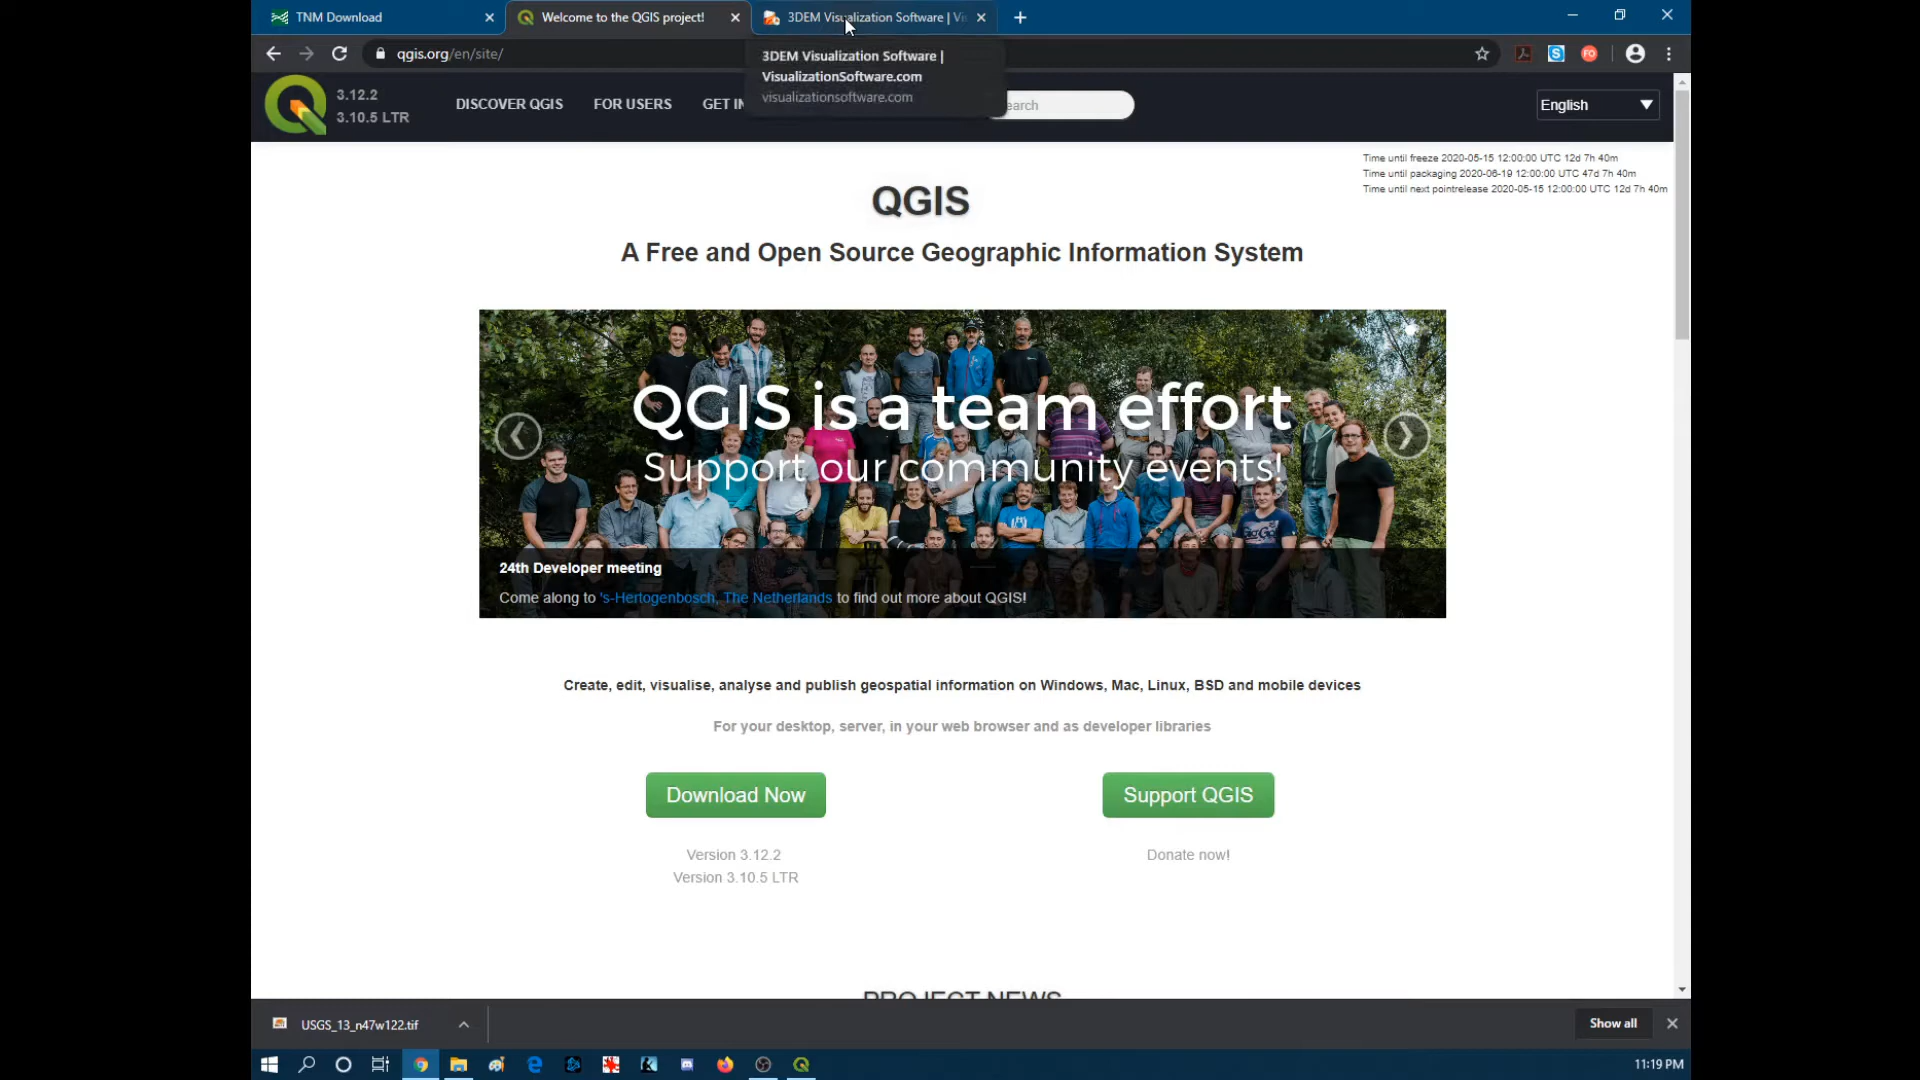 TNM Download
Welcome to the QGIS project!
3DEM Visualization Software | Vi
qgis.org/en/site/
3DEM Visualization Software |
VisualizationSoftware.com
visualizationsoftware.com
3.12.2
3.10.5 LTR
DISCOVER QGIS
FOR USERS
GET IN
earch
English
Time until freeze 2020-05-15 12:00:00 UTC 12d 7h 40m
Time until packaging 2020-06-19 12:00:00 UTC 47d 7h 40m
Time until next pointrelease 2020-05-15 12:00:00 UTC 12d 7h 40m
QGIS
A Free and Open Source Geographic Information System
QGIS is a team effort
Support our community events!
24th Developer meeting
Come along to 's-Hertogenbosch, The Netherlands to find out more about QGIS!
Create, edit, visualise, analyse and publish geospatial information on Windows, Mac, Linux, BSD and mobile devices
For your desktop, server, in your web browser and as developer libraries
Download Now
Support QGIS
Version 3.12.2
Donate now!
Version 3.10.5 LTR
PROJECT NEWS
USGS_13_n47w122.tif
Show all
11:19 PM